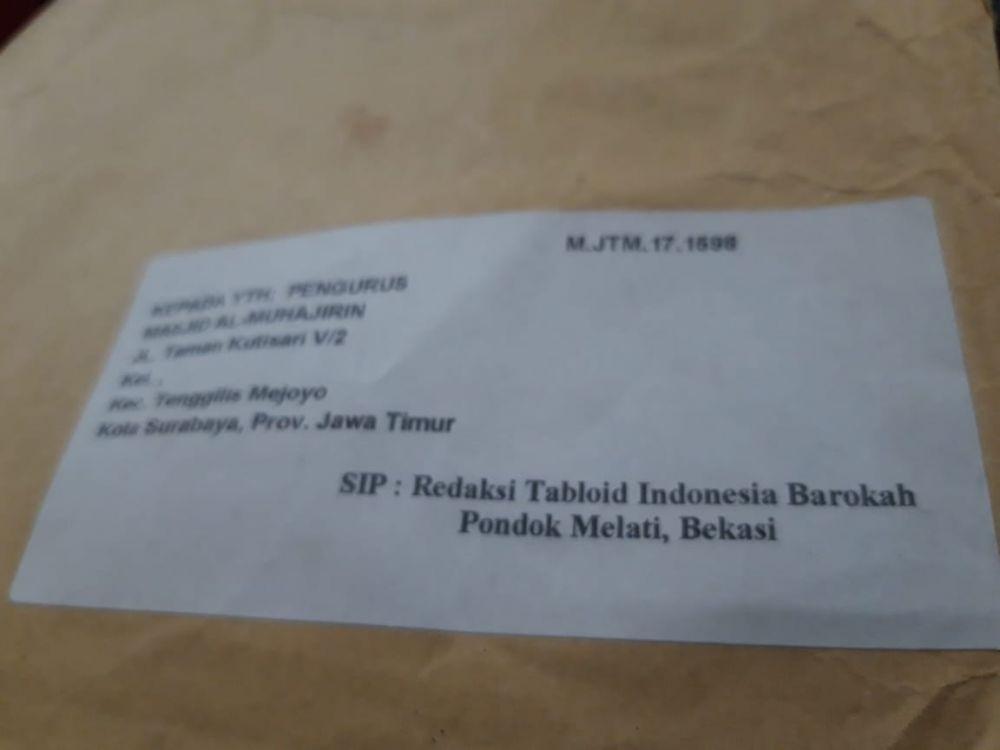 M.JTM.17.1698
KEPADA YTH: PENGURUS
MASJID AL-MUHAJIRIN
JL. Taman Kutisari V/2
Kel. ,
Kec. Tenggilis Mejoyo
Kota Surabaya, Prov. Jawa Timur
SIP : Redaksi Tabloid Indonesia Barokah
Pondok Melati, Bekasi